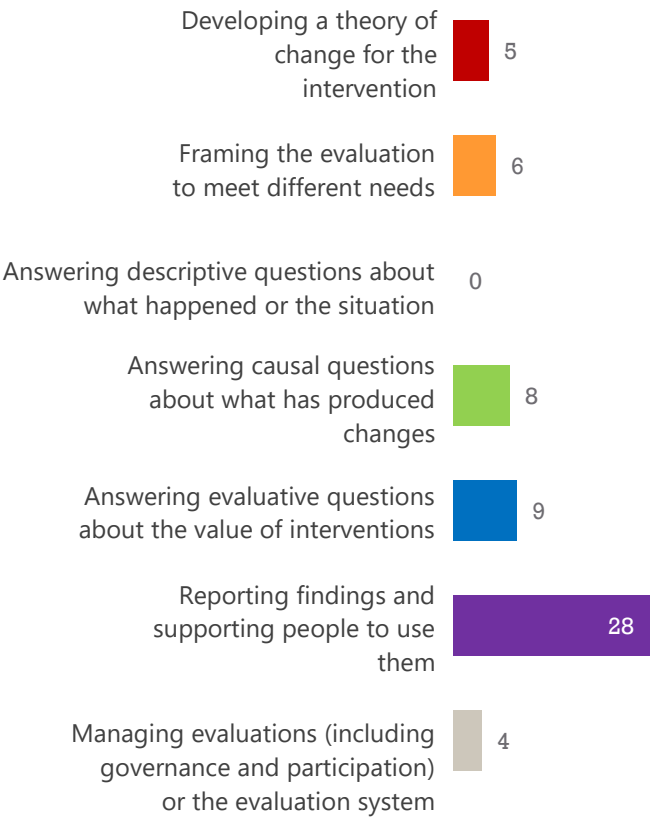 Developing a theory of
change for the
intervention
5
Framing the evaluation
to meet different needs
6
Answering descriptive questions about
what happened or the situation
0
Answering causal questions
about what has produced
changes
8
Answering evaluative questions
about the value of interventions
9
Reporting findings and
supporting people to use
them
28
Managing evaluations (including
governance and participation)
or the evaluation system
4